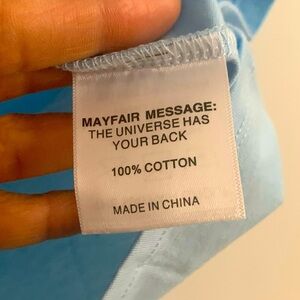 MAYFAIR MESSAGE:
THE UNIVERSE HAS
YOUR BACK
100% COTTON
MADE IN CHINA